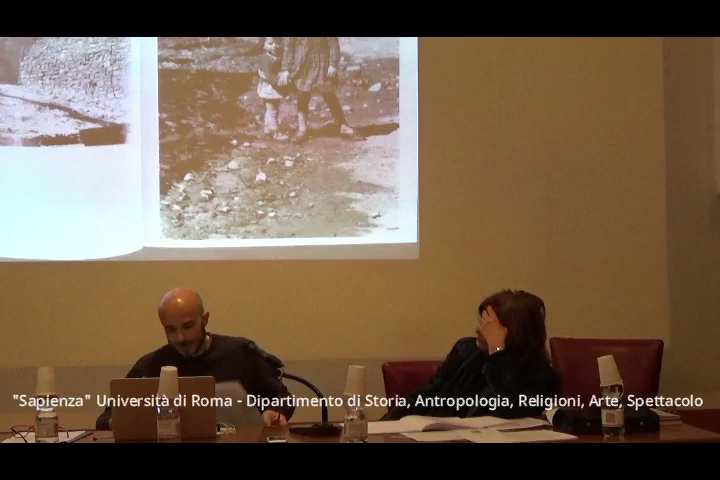 "Sapienza" Università di Roma - Dipartimento di Storia, Antropologia, Religioni, Arte, Spettacolo